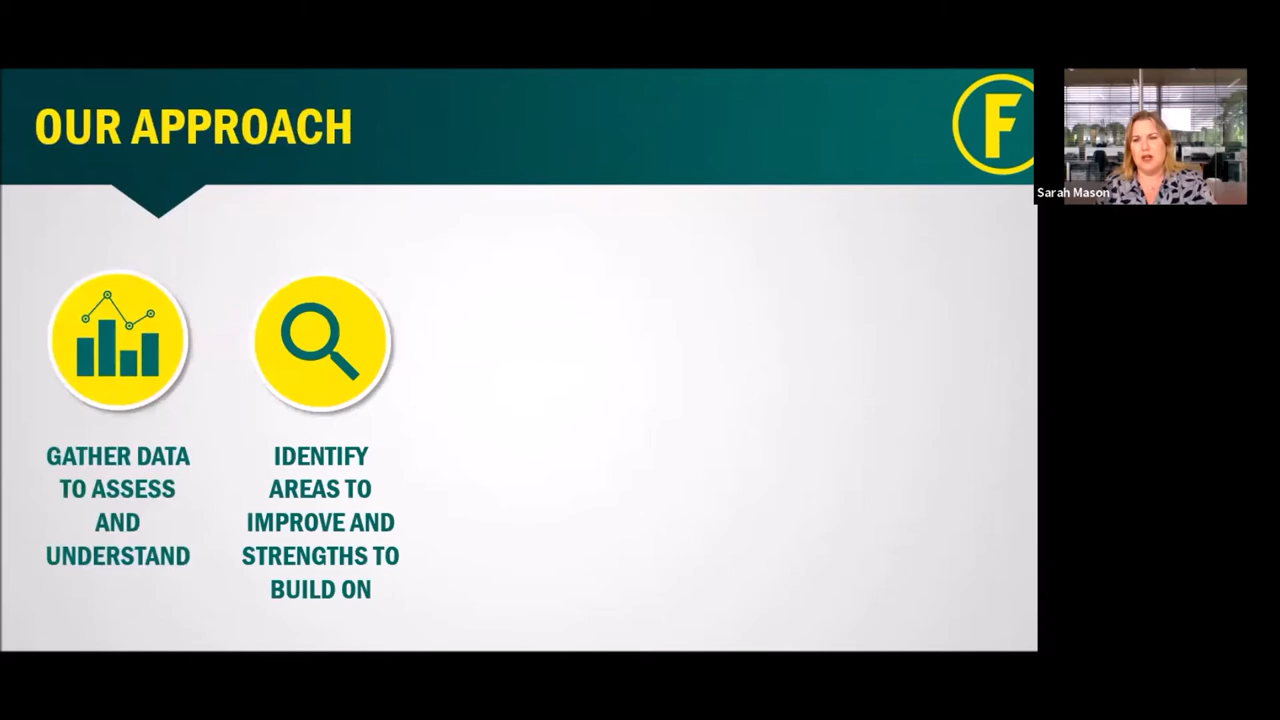 OUR APPROACH
F
Sarah Mason
GATHER DATA
TO ASSESS
AND
UNDERSTAND
IDENTIFY
AREAS TO
IMPROVE AND
STRENGTHS TO
BUILD ON